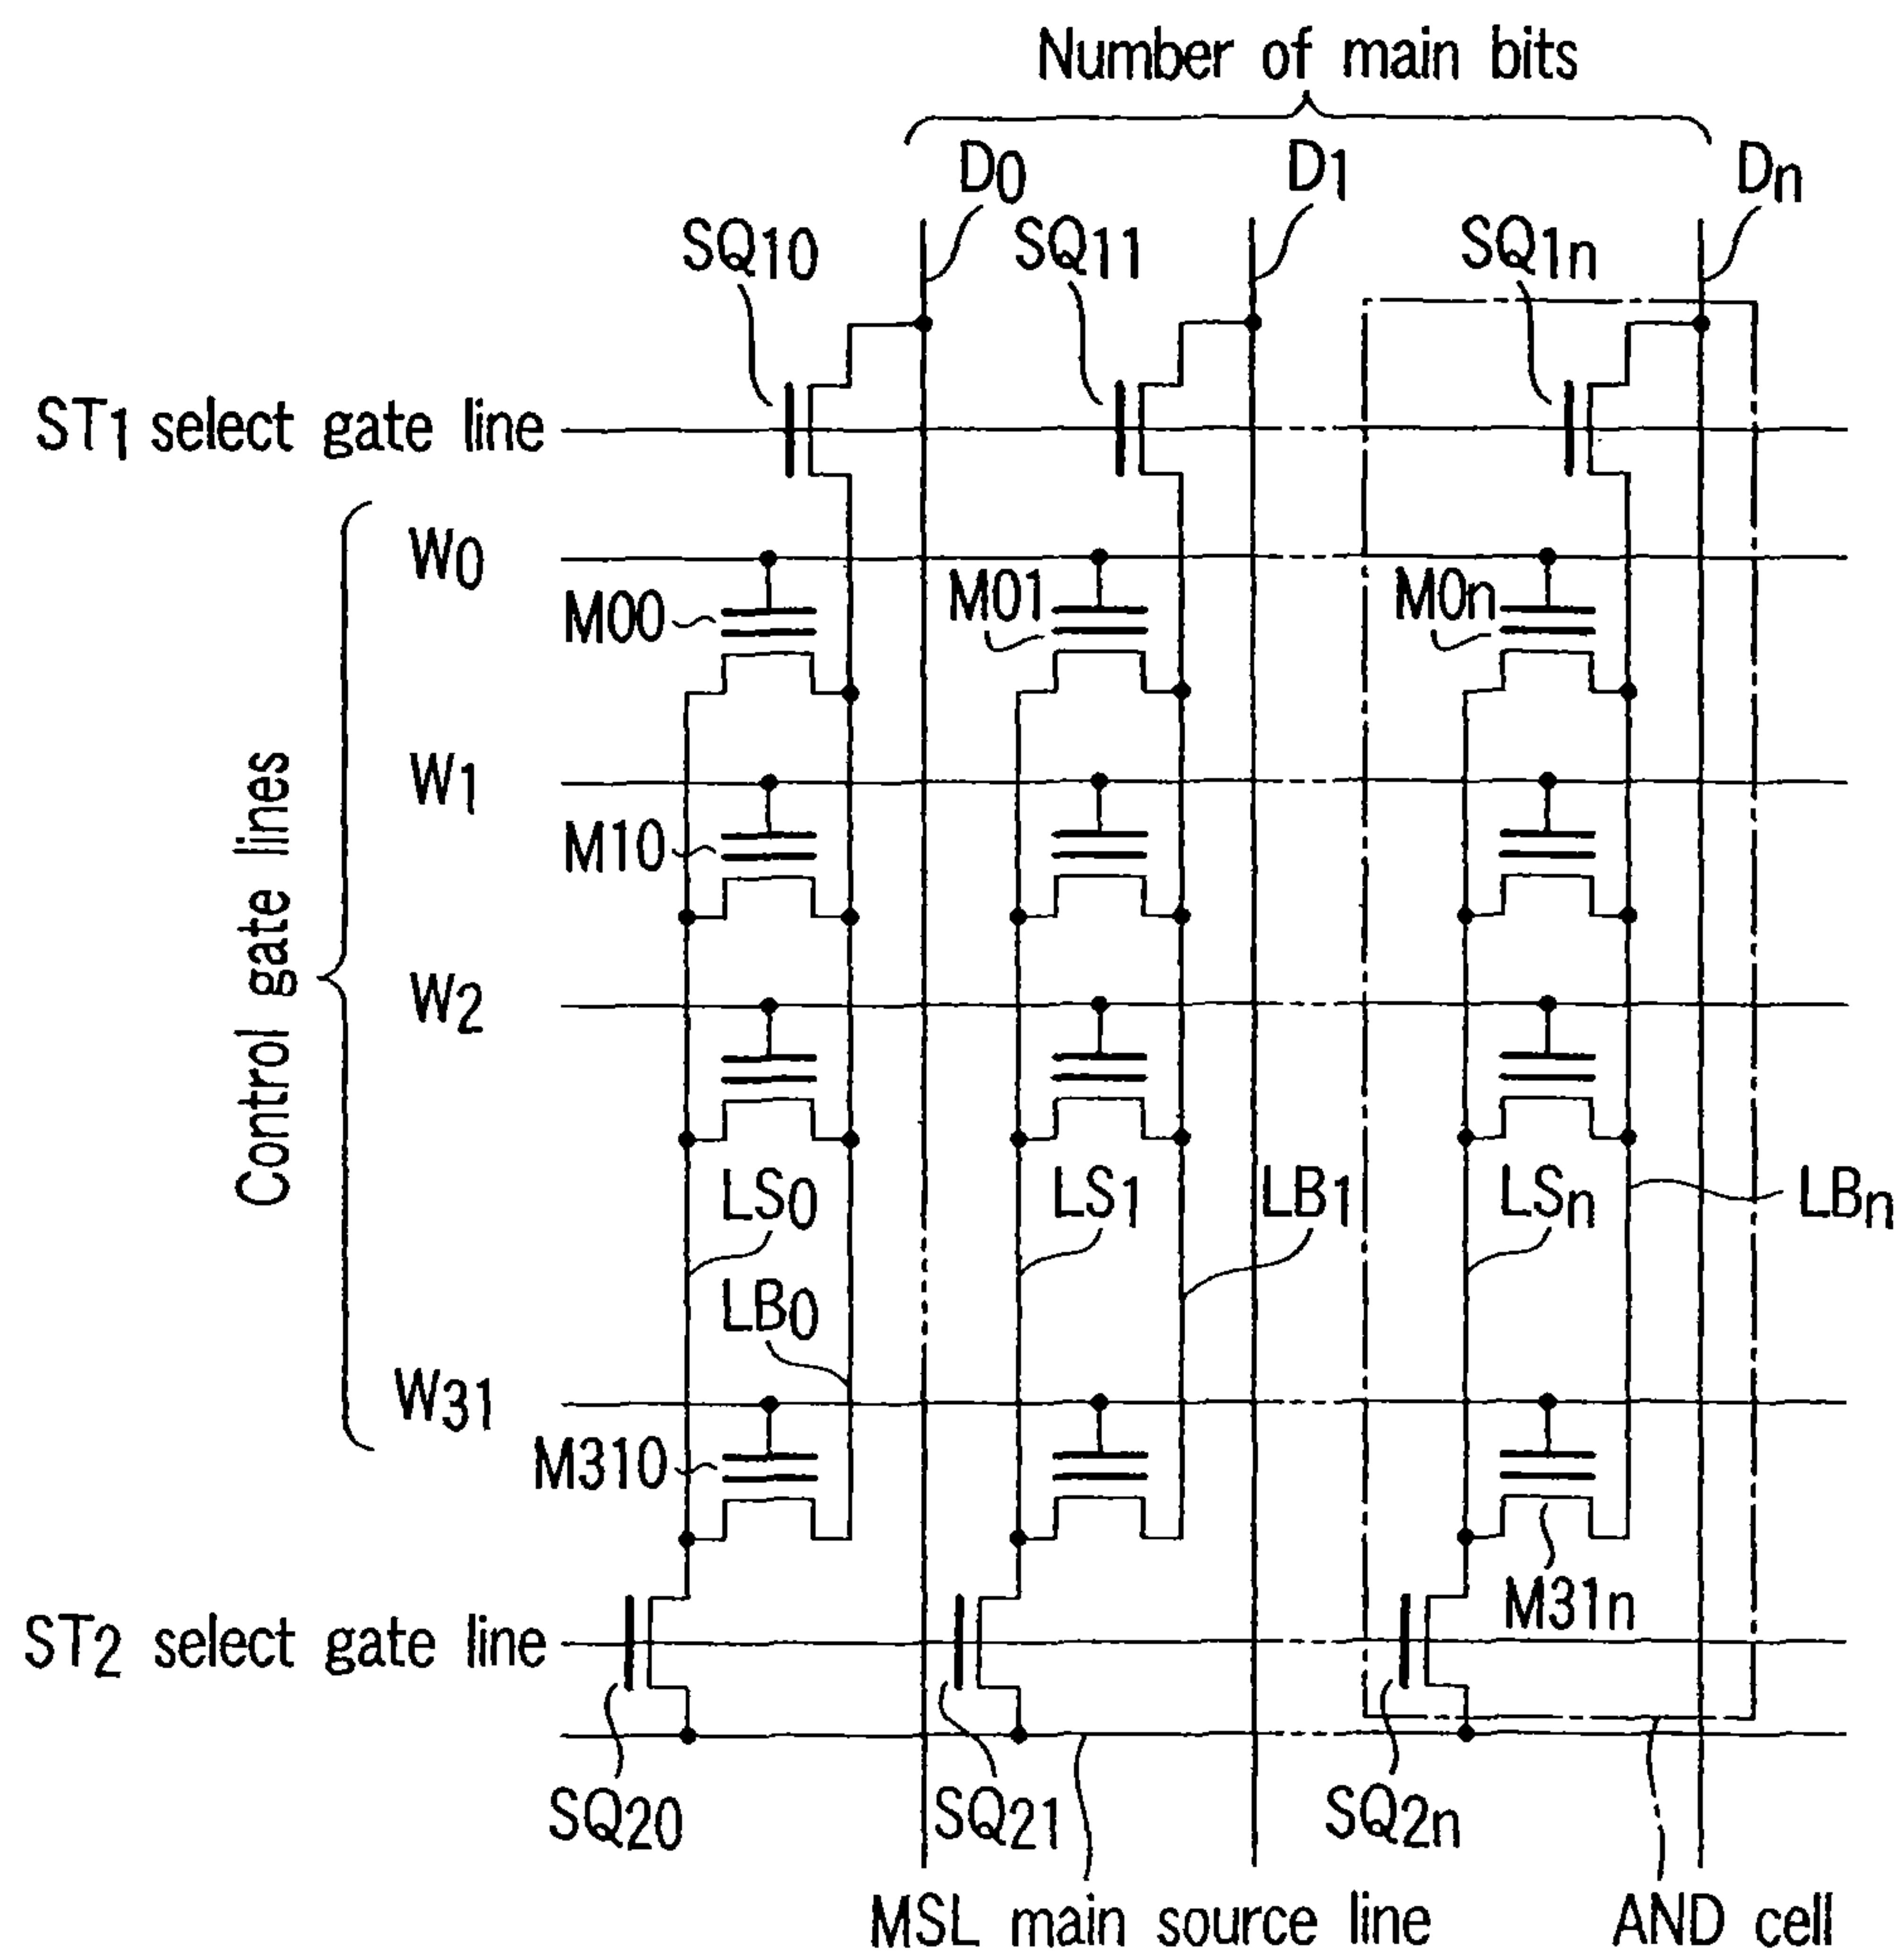 Number of main bits
D0
D1
Dn
SQ10
SQ11
SQ1n
ST1 select gate line
W0
M00
M01
M0n
W1
M10
Control gate lines
W2
LS0
LS1
LB1
LSn
LBn
LB0
W31
M310
M31n
ST2 select gate line
SQ20
SQ21
SQ2n
MSL main source line
AND cell